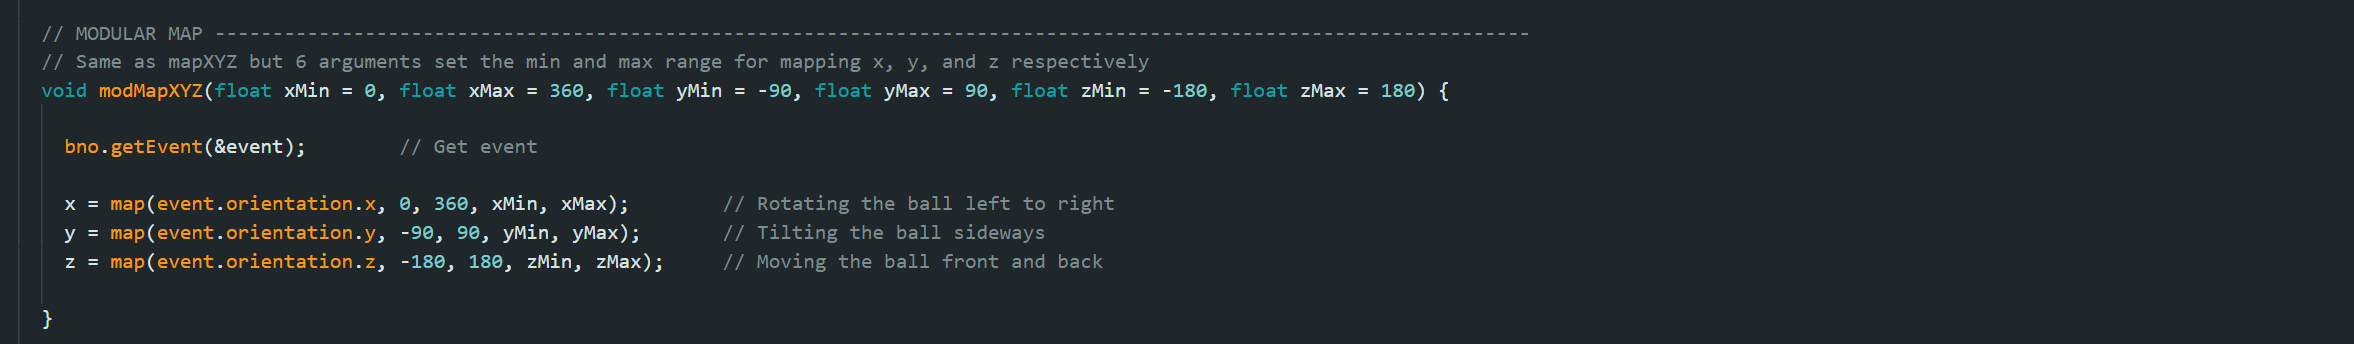 // MODULAR MAP ------------------------------------------------------------------------------------------------------------------
// Same as mapXYZ but 6 arguments set the min and max range for mapping x, y, and z respectively
void modMapXYZ(float xMin = 0, float xMax = 360, float yMin = -90, float yMax = 90, float zMin = -180, float zMax = 180) {
bno.getEvent(&event);        // Get event
x = map(event.orientation.x, 0, 360, xMin, xMax);        // Rotating the ball left to right
y = map(event.orientation.y, -90, 90, yMin, yMax);       // Tilting the ball sideways
z = map(event.orientation.z, -180, 180, zMin, zMax);     // Moving the ball front and back
}